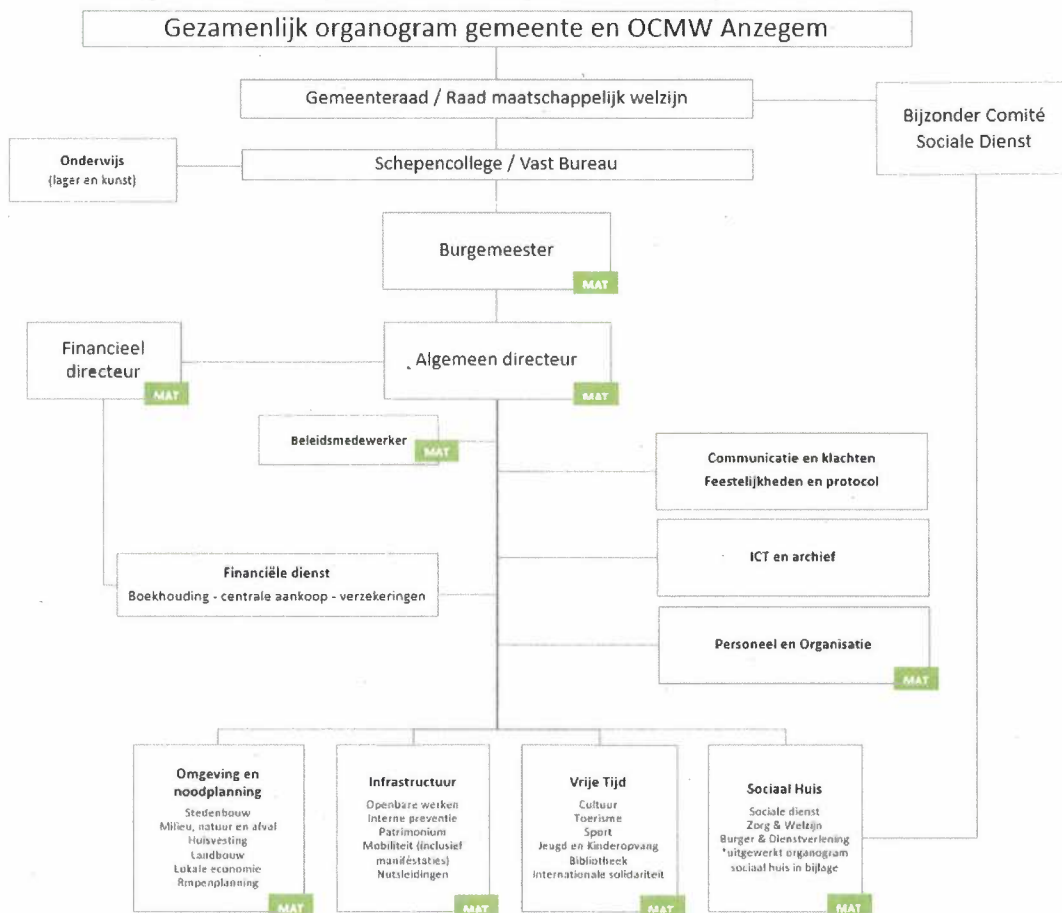 Gezamenlijk organogram gemeente en OCMW Anzegem
Gemeenteraad / Raad maatschappelijk welzijn
Bijzonder Comité
Sociale Dienst
Onderwijs
(lager en kunst)
Schepencollege / Vast Bureau
Burgemeester
MAT
Financieel
directeur
MAT
Algemeen directeur
MAT
Beleidsmedewerker
MAT
Communicatie en klachten
Feestelijkheden en protocol
ICT en archief
Financiële dienst
Boekhouding - centrale aankoop - verzekeringen
Personeel en Organisatie
MAT
Omgeving en
noodplanning
Stedenbouw
Milieu, natuur en afval
Huisvesting
Landbouw
Lokale economie
MAT
Infrastructuur
Openbare werken
Interne preventie
Patrimonium
Mobiliteit (inclusief
manifestaties)
Nutsleidingen
MAT
Vrije Tijd
Cultuur
Toerisme
Sport
Jeugd en Kinderopvang
Bibliotheek
Internationale solidariteit
MAT
Sociaal Huis
Sociale dienst
Zorg & Welzijn
Burger & Dienstverlening
*uitgewerkt organogram
sociaal huis in bijlage
MAT